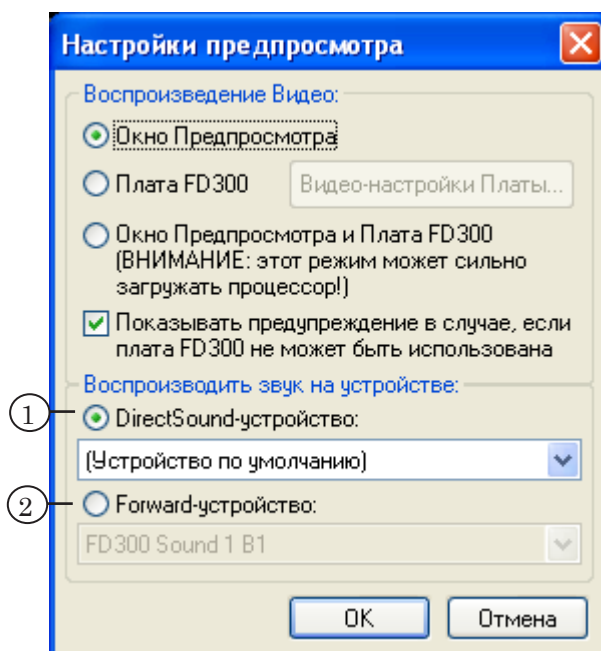 Настройки предпросмотра
Воспроизведение Видео:
Окно Предпросмотра
Плата FD300
Видео-настройки Платы...
Окно Предпросмотра и Плата FD300
(ВНИМАНИЕ: этот режим может сильно
загружать процессор!)
Показывать предупреждение в случае, если
плата FD300 не может быть использована
Воспроизводить звук на устройстве:
1
DirectSound-устройство:
(Устройство по умолчанию)
2
Forward-устройство:
FD300 Sound 1 B1
OK
Отмена